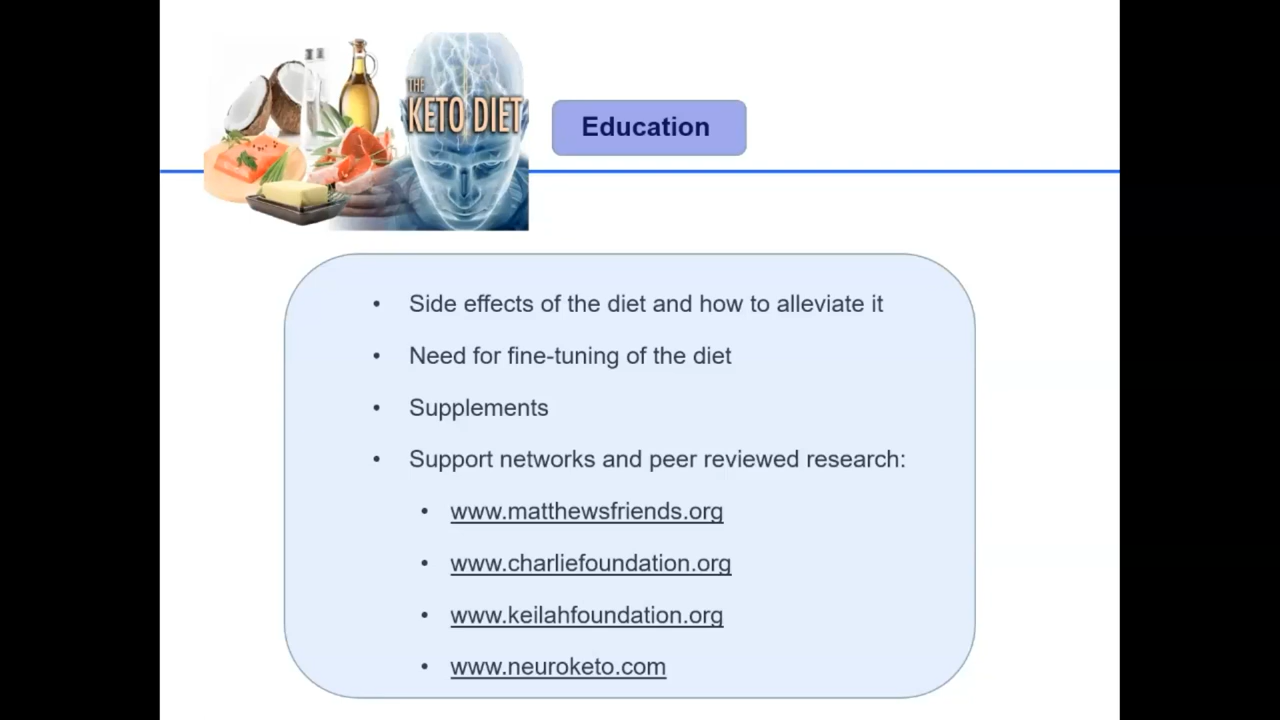 THE
KETO DIET
Education
• Side effects of the diet and how to alleviate it
• Need for fine-tuning of the diet
• Supplements
• Support networks and peer reviewed research:
• www.matthewsfriends.org
• www.charliefoundation.org
• www.keilahfoundation.org
• www.neuroketo.com